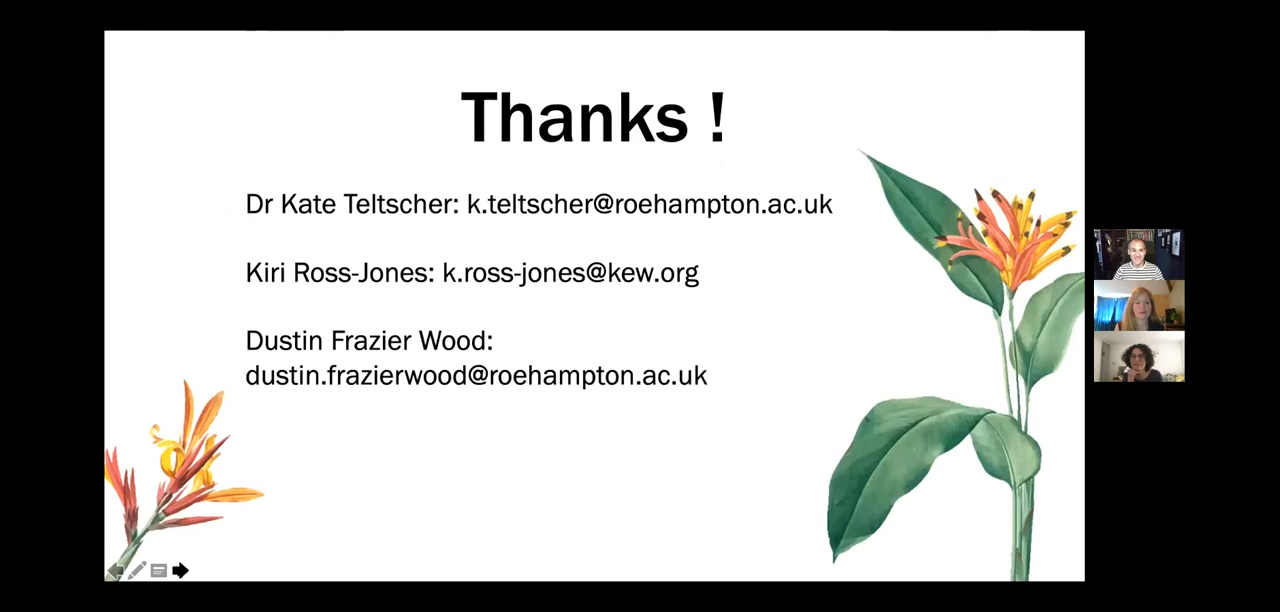 Thanks !
Dr Kate Teltscher: k.teltscher@roehampton.ac.uk
Kiri Ross-Jones: k.ross-jones@kew.org
Dustin Frazier Wood:
dustin.frazierwood@roehampton.ac.uk